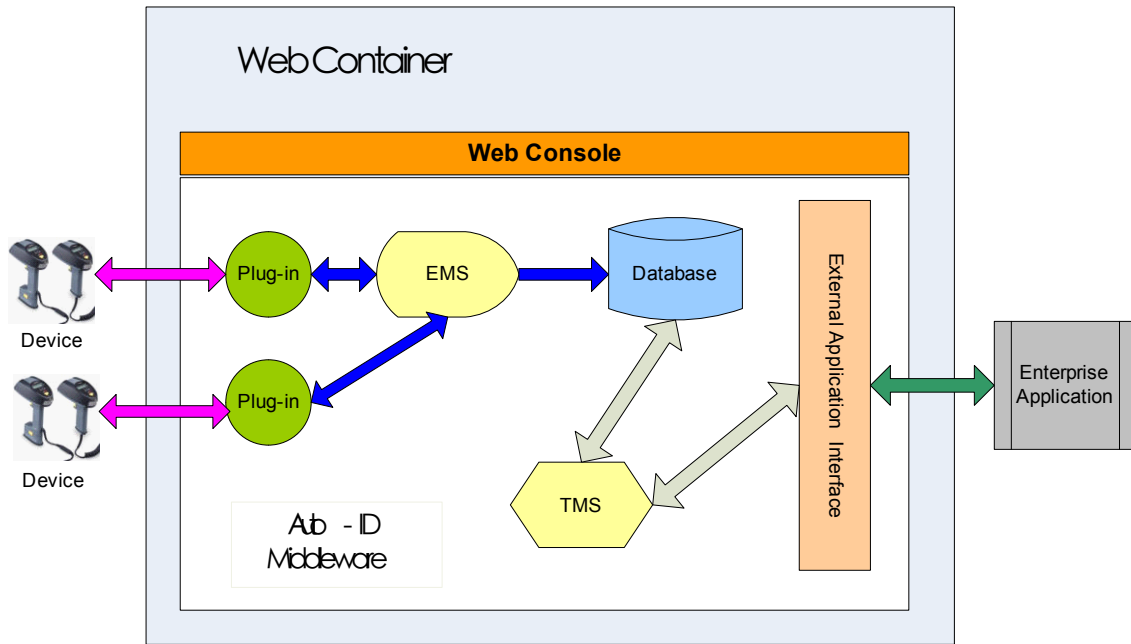 Web Container
Web Console
Plug-in
EMS
Database
External Application Interface
Device
Plug-in
Enterprise
Application
Device
TMS
Auto - ID
Middleware